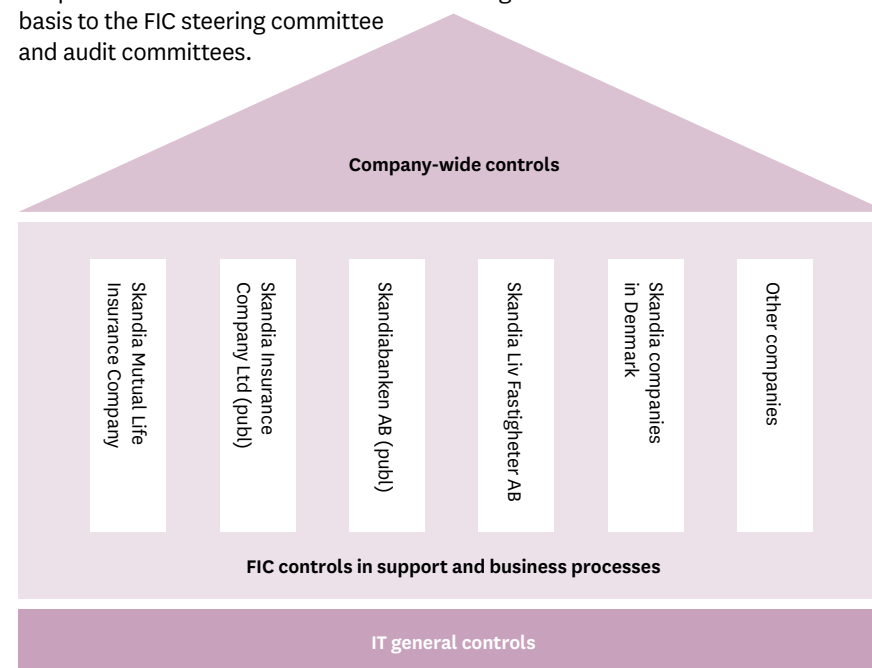 basis to the FIC steering committee
and audit committees.
Company-wide controls
Skandia Mutual Life
Insurance Company
Skandia Insurance
Company Ltd (publ)
Skandiabanken AB (publ)
Skandia Liv Fastigheter AB
Skandia companies
in Denmark
Other companies
FIC controls in support and business processes
IT general controls